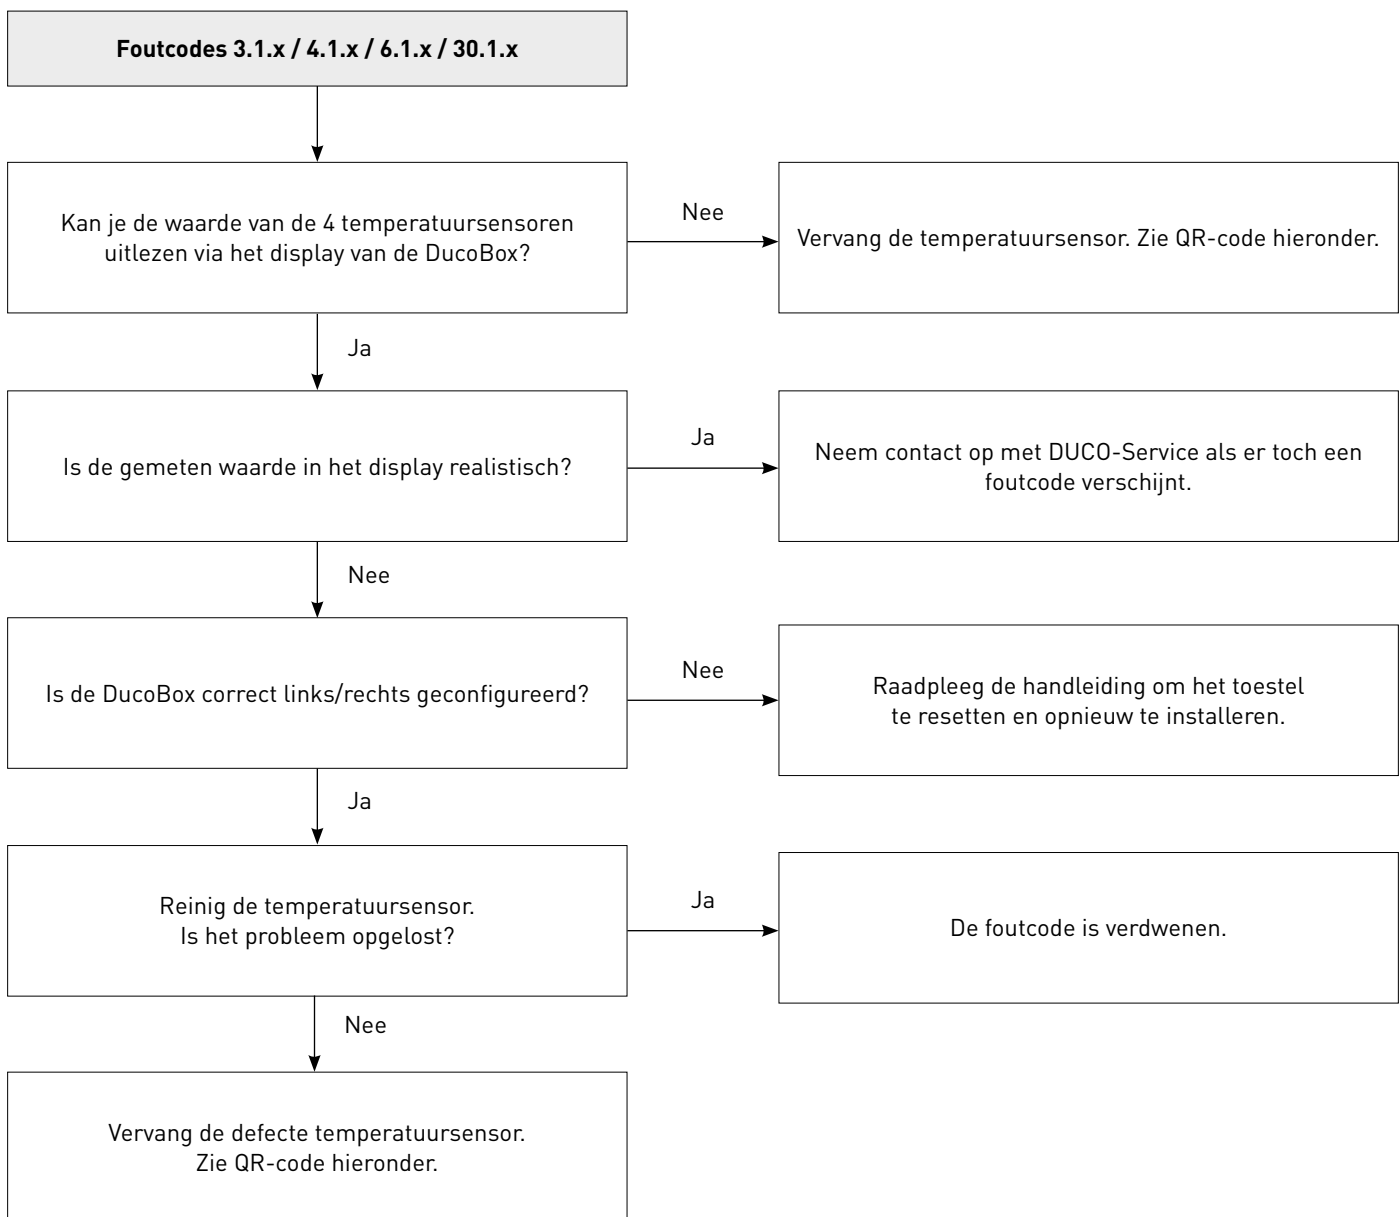 Foutcodes 3.1.x / 4.1.x / 6.1.x / 30.1.x
Kan je de waarde van de 4 temperatuursensoren
uitlezen via het display van de DucoBox?
Nee
Vervang de temperatuursensor. Zie QR-code hieronder.
Ja
Is de gemeten waarde in het display realistisch?
Ja
Neem contact op met DUCO-Service als er toch een
foutcode verschijnt.
Nee
Is de DucoBox correct links/rechts geconfigureerd?
Nee
Raadpleeg de handleiding om het toestel
te resetten en opnieuw te installeren.
Ja
Reinig de temperatuursensor.
Is het probleem opgelost?
Ja
De foutcode is verdwenen.
Nee
Vervang de defecte temperatuursensor.
Zie QR-code hieronder.